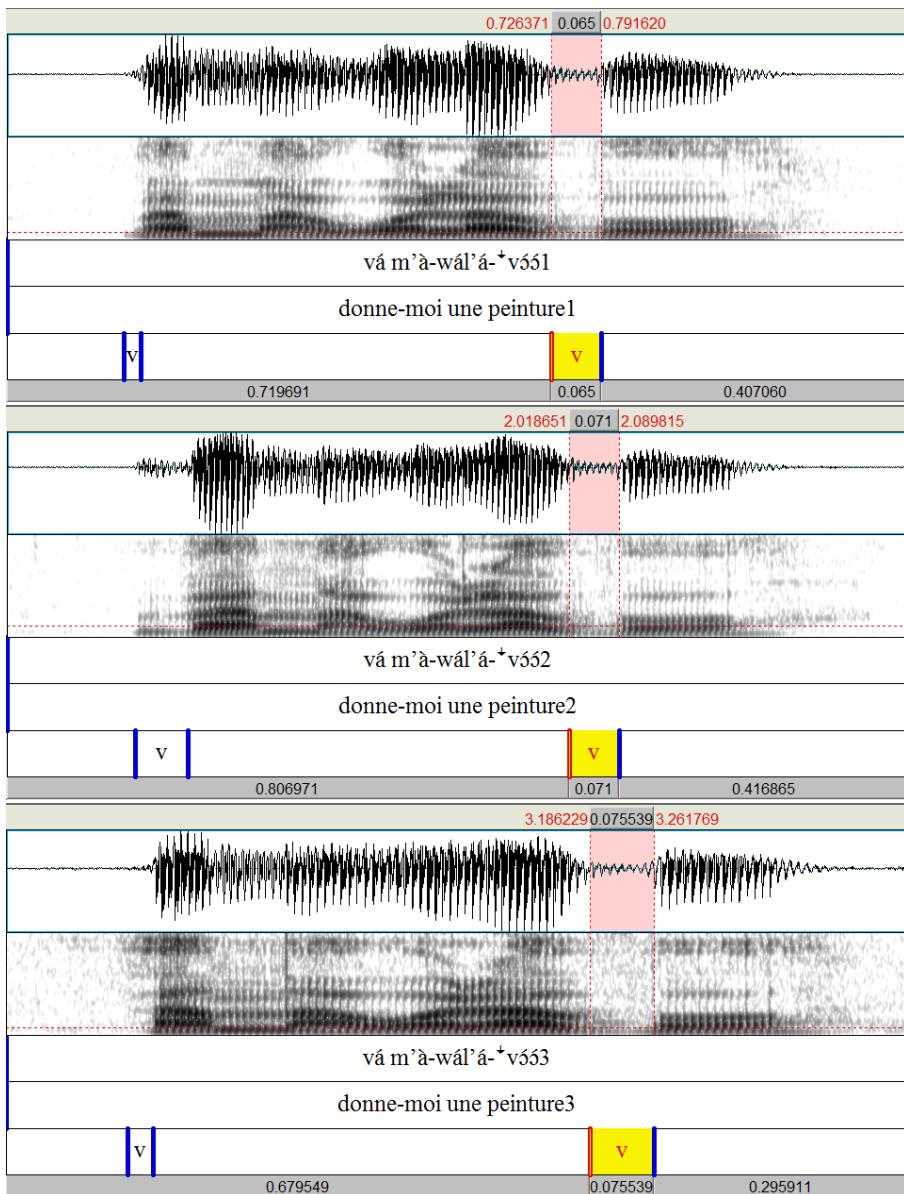 0.726371 0.065 0.791620
vá m’à-wál’á-ꜜvɔ́ɔ́1
donne-moi une peinture1
v v
0.719691 0.065 0.407060
2.018651 0.071 2.089815
vá m’à-wál’á-ꜜvɔ́ɔ́2
donne-moi une peinture2
v v
0.806971 0.071 0.416865
3.186229 0.075539 3.261769
vá m’à-wál’á-ꜜvɔ́ɔ́3
donne-moi une peinture3
v v
0.679549 0.075539 0.295911